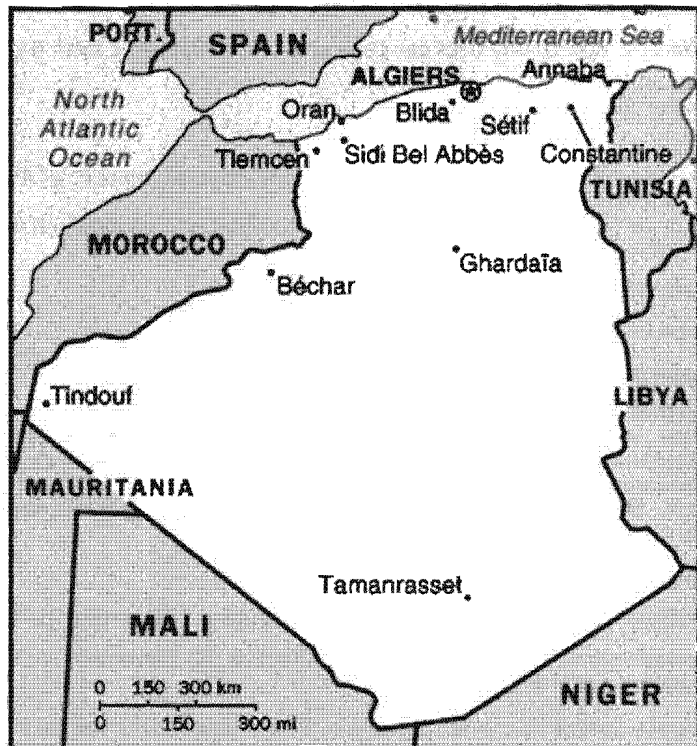 PORT.
SPAIN
Mediterranean Sea
ALGIERS
Annaba
North
Atlantic
Ocean
Oran
Blida
Sétif
Tlemcen
Sidi Bel Abbès
Constantine
TUNISIA
MOROCCO
Ghardaïa
Béchar
Tindouf
LIBYA
MAURITANIA
Tamanrasset
MALI
NIGER
0 150 300 km
0 150 300 mi